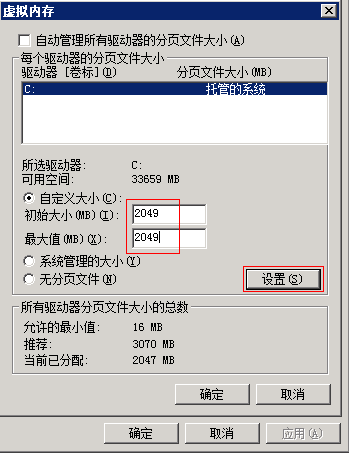 虚拟内存
自动管理所有驱动器的分页文件大小(A)
每个驱动器的分页文件大小
驱动器 [卷标](D) 分页文件大小(MB)
C: 托管的系统
所选驱动器: C:
可用空间: 33659 MB
自定义大小(C):
初始大小(MB)(I): 2049
最大值(MB)(X): 2049
系统管理的大小(Y)
无分页文件(N) 设置(S)
所有驱动器分页文件大小的总数
允许的最小值: 16 MB
推荐: 3070 MB
当前已分配: 2047 MB
确定 取消
确定 取消 应用(A)